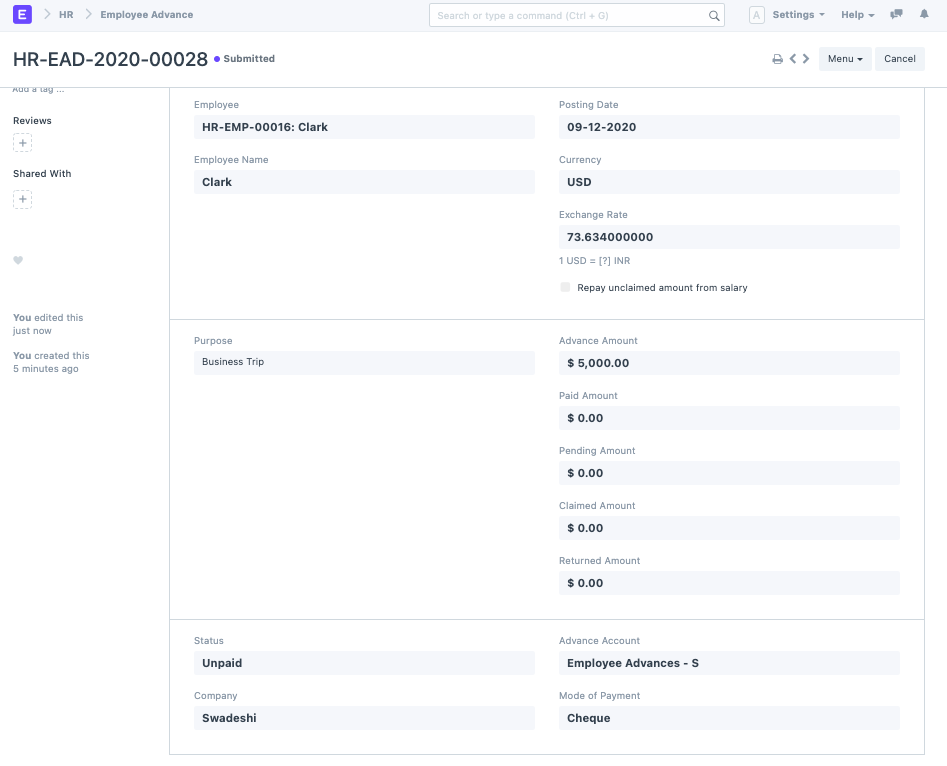 E HR Employee Advance Search or type a command (Ctrl + G) A Settings Help
HR-EAD-2020-00028 Submitted Menu Cancel
Add a tag ...
Reviews
+
Shared With
+
You edited this
just now
You created this
5 minutes ago
Employee
HR-EMP-00016: Clark
Employee Name
Clark
Posting Date
09-12-2020
Currency
USD
Exchange Rate
73.634000000
1 USD = [?] INR
Repay unclaimed amount from salary
Purpose
Business Trip
Advance Amount
$ 5,000.00
Paid Amount
$ 0.00
Pending Amount
$ 0.00
Claimed Amount
$ 0.00
Returned Amount
$ 0.00
Status
Unpaid
Company
Swadeshi
Advance Account
Employee Advances - S
Mode of Payment
Cheque